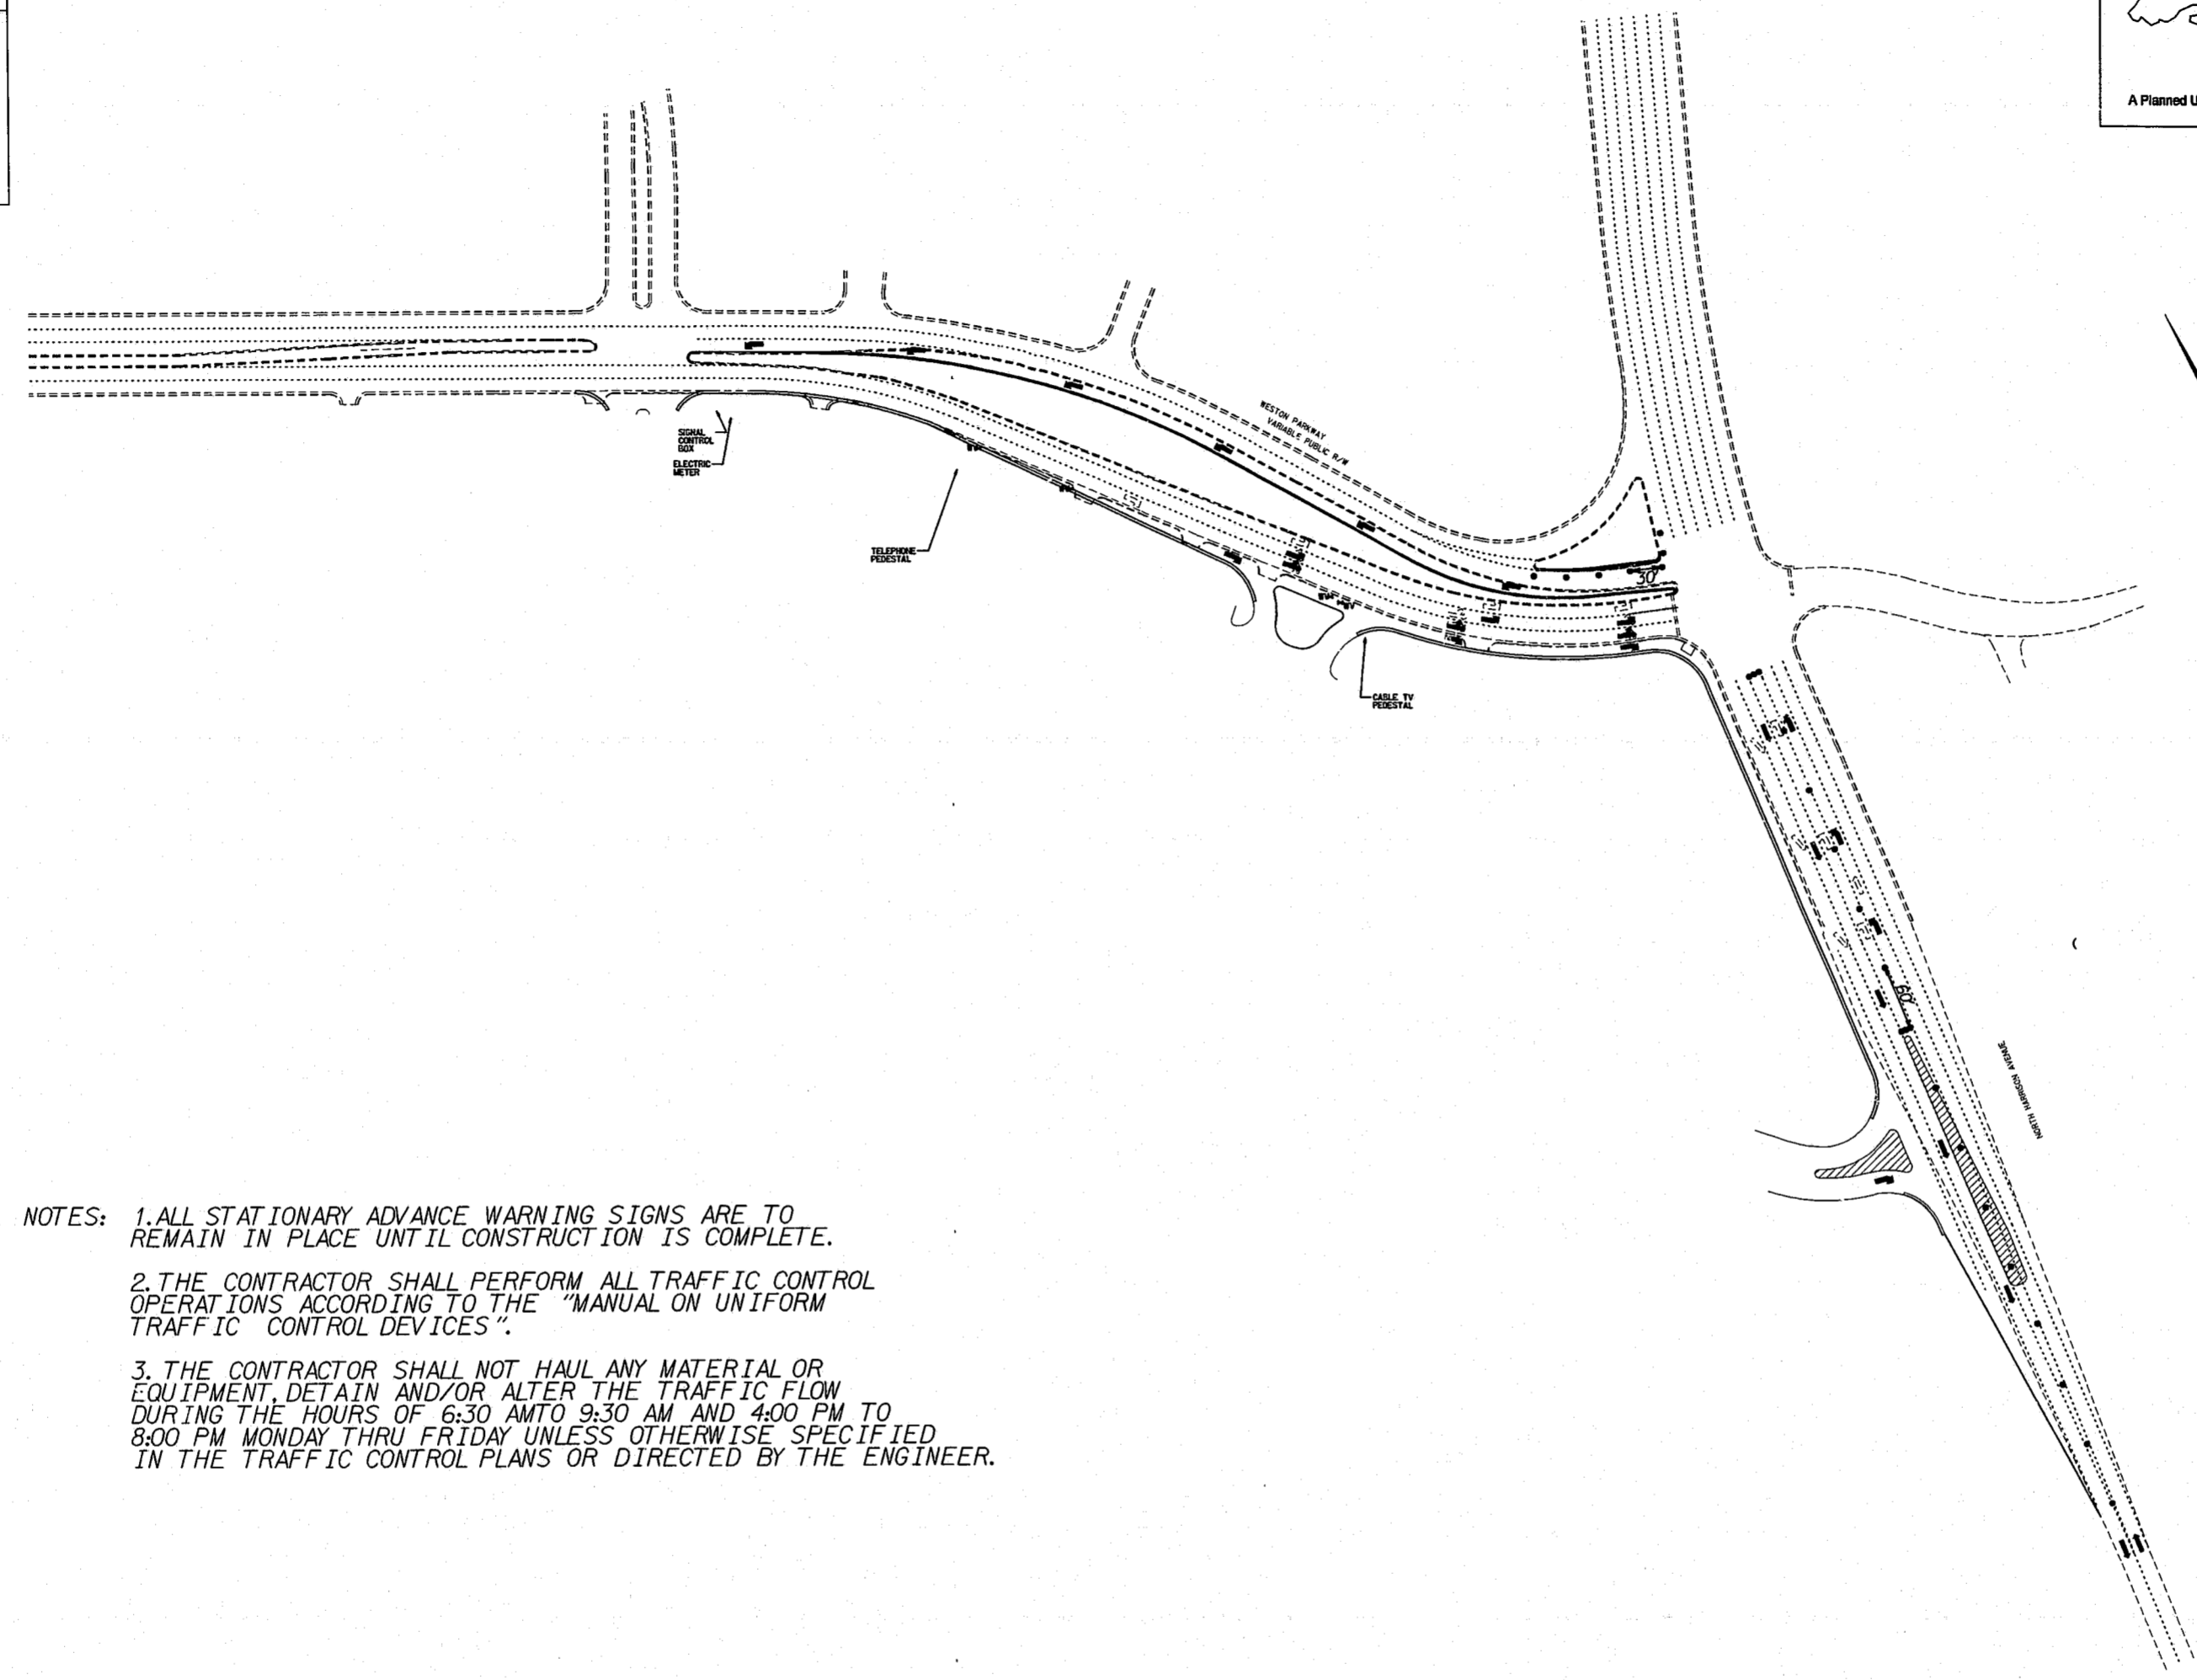 A Planned U
WESTON PARKWAY
VARIABLE PUBLIC R/W
SIGNAL
CONTROL
BOX
ELECTRIC
METER
TELEPHONE
PEDESTAL
30'
CABLE TV
PEDESTAL
60'
NORTH HARRISON AVENUE
NOTES: 1. ALL STATIONARY ADVANCE WARNING SIGNS ARE TO
REMAIN IN PLACE UNTIL CONSTRUCTION IS COMPLETE.
2. THE CONTRACTOR SHALL PERFORM ALL TRAFFIC CONTROL
OPERATIONS ACCORDING TO THE "MANUAL ON UNIFORM
TRAFFIC CONTROL DEVICES".
3. THE CONTRACTOR SHALL NOT HAUL ANY MATERIAL OR
EQUIPMENT, DETAIN AND/OR ALTER THE TRAFFIC FLOW
DURING THE HOURS OF 6:30 AMTO 9:30 AM AND 4:00 PM TO
8:00 PM MONDAY THRU FRIDAY UNLESS OTHERWISE SPECIFIED
IN THE TRAFFIC CONTROL PLANS OR DIRECTED BY THE ENGINEER.